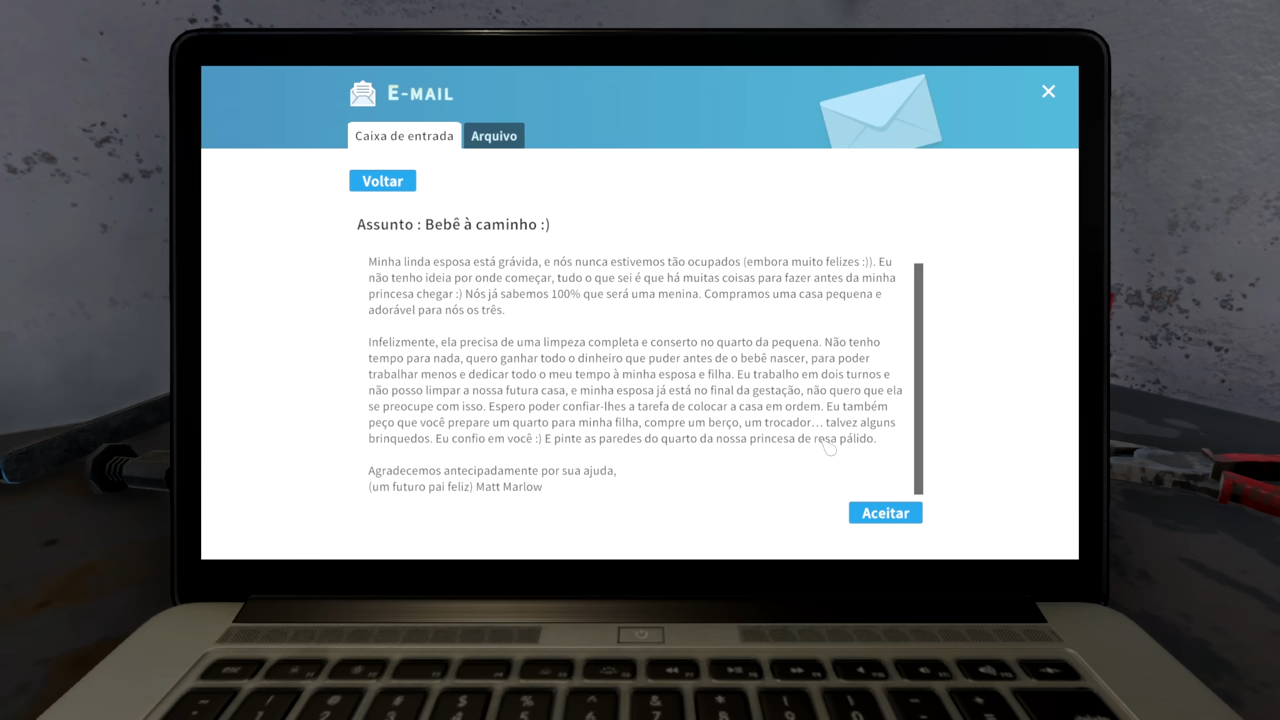 E-MAIL
Caixa de entrada
Arquivo
Voltar
Assunto : Bebê à caminho :)
Minha linda esposa está grávida, e nós nunca estivemos tão ocupados (embora muito felizes :)). Eu
não tenho ideia por onde começar, tudo o que sei é que há muitas coisas para fazer antes da minha
princesa chegar :) Nós já sabemos 100% que será uma menina. Compramos uma casa pequena e
adorável para nós os três.
Infelizmente, ela precisa de uma limpeza completa e conserto no quarto da pequena. Não tenho
tempo para nada, quero ganhar todo o dinheiro que puder antes de o bebê nascer, para poder
trabalhar menos e dedicar todo o meu tempo à minha esposa e filha. Eu trabalho em dois turnos e
não posso limpar a nossa futura casa, e minha esposa já está no final da gestação, não quero que ela
se preocupe com isso. Espero poder confiar-lhes a tarefa de colocar a casa em ordem. Eu também
peço que você prepare um quarto para minha filha, compre um berço, um trocador... talvez alguns
brinquedos. Eu confio em você :) E pinte as paredes do quarto da nossa princesa de rosa pálido.
Agradecemos antecipadamente por sua ajuda,
(um futuro pai feliz) Matt Marlow
Aceitar